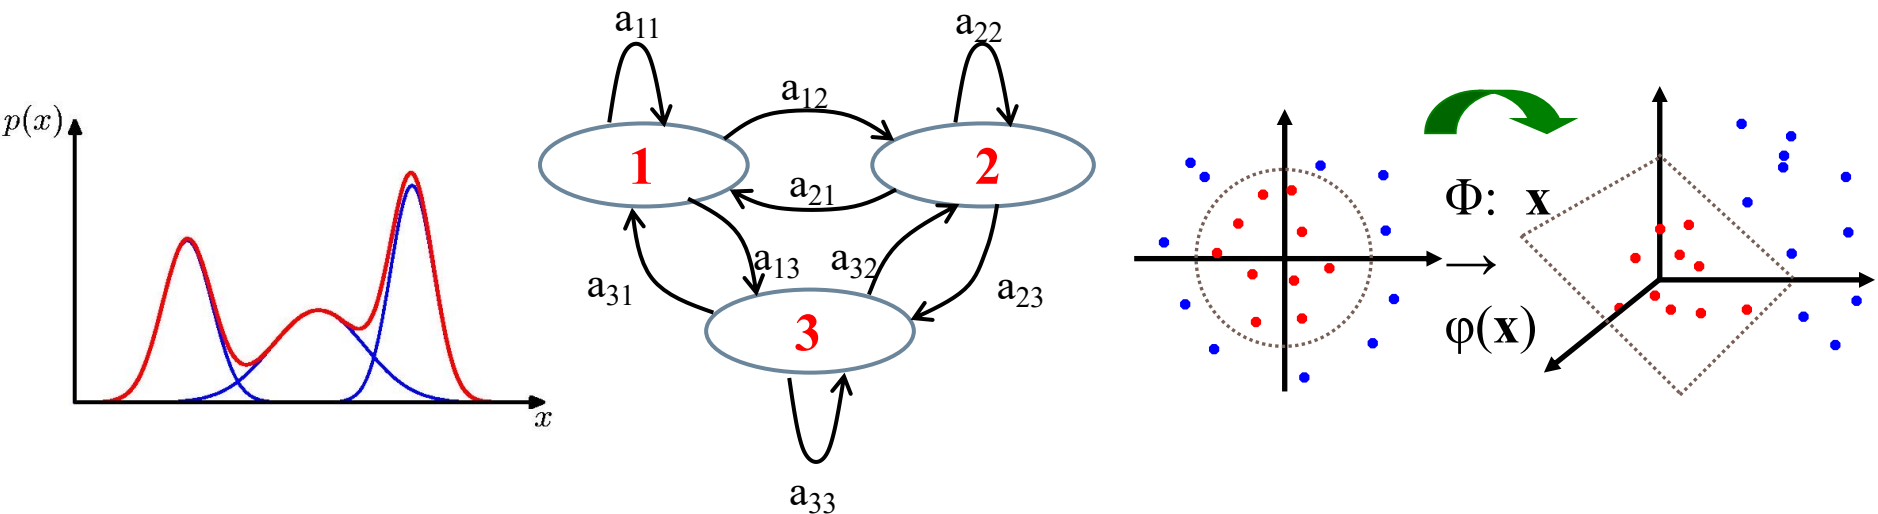 p(x)
x
a11
a22
a12
1
2
a21
a13
a32
a31
a23
3
a33
Φ: x
→
φ(x)